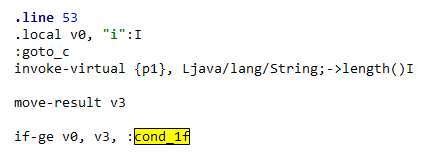 .line 53
.local v0, "i":I
:goto_c
invoke-virtual {p1}, Ljava/lang/String;->length()I
move-result v3
if-ge v0, v3, :cond_1f